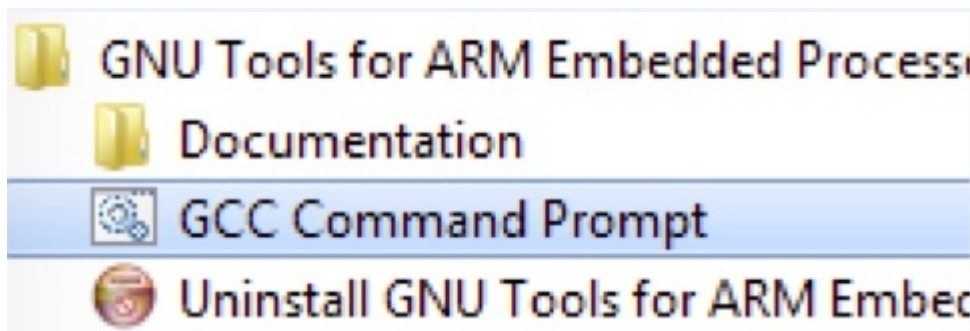 GNU Tools for ARM Embedded Process
Documentation
GCC Command Prompt
Uninstall GNU Tools for ARM Embed